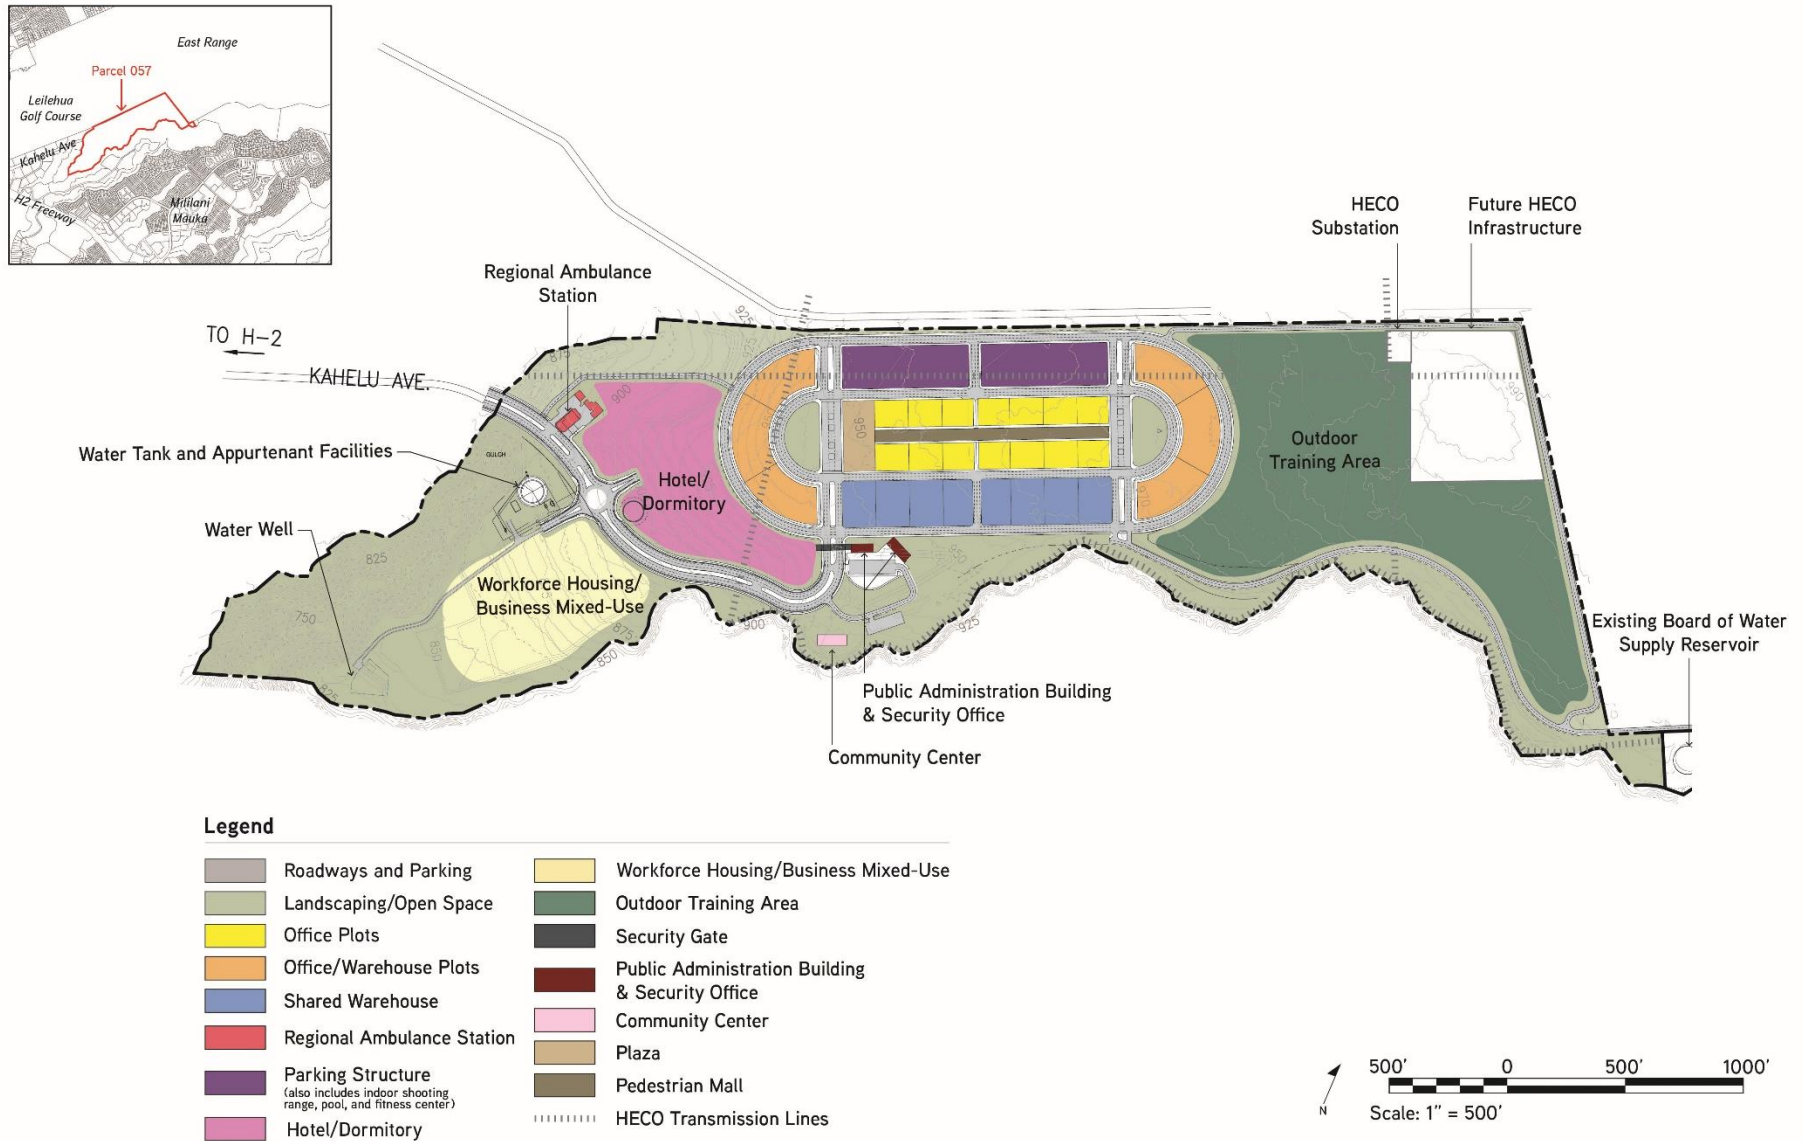 East Range
Parcel 057
Leilehua
Golf Course
Kahelu Ave
H2 Freeway
Mililani
Mauka
HECO
Substation
Future HECO
Infrastructure
Regional Ambulance
Station
TO H-2
KAHELU AVE.
925
925
875
900
950
990
GULCH
Water Tank and Appurtenant Facilities
Hotel/
Dormitory
Outdoor
Training Area
970
Water Well
825
950
Workforce Housing/
Business Mixed-Use
750
850
875
850
900
925
825
Existing Board of Water
Supply Reservoir
Public Administration Building
& Security Office
Community Center
Legend
Roadways and Parking
Landscaping/Open Space
Office Plots
Office/Warehouse Plots
Shared Warehouse
Regional Ambulance Station
Parking Structure
(also includes indoor shooting
range, pool, and fitness center)
Hotel/Dormitory
Workforce Housing/Business Mixed-Use
Outdoor Training Area
Security Gate
Public Administration Building
& Security Office
Community Center
Plaza
Pedestrian Mall
HECO Transmission Lines
N
500' 0 500' 1000'
Scale: 1" = 500'